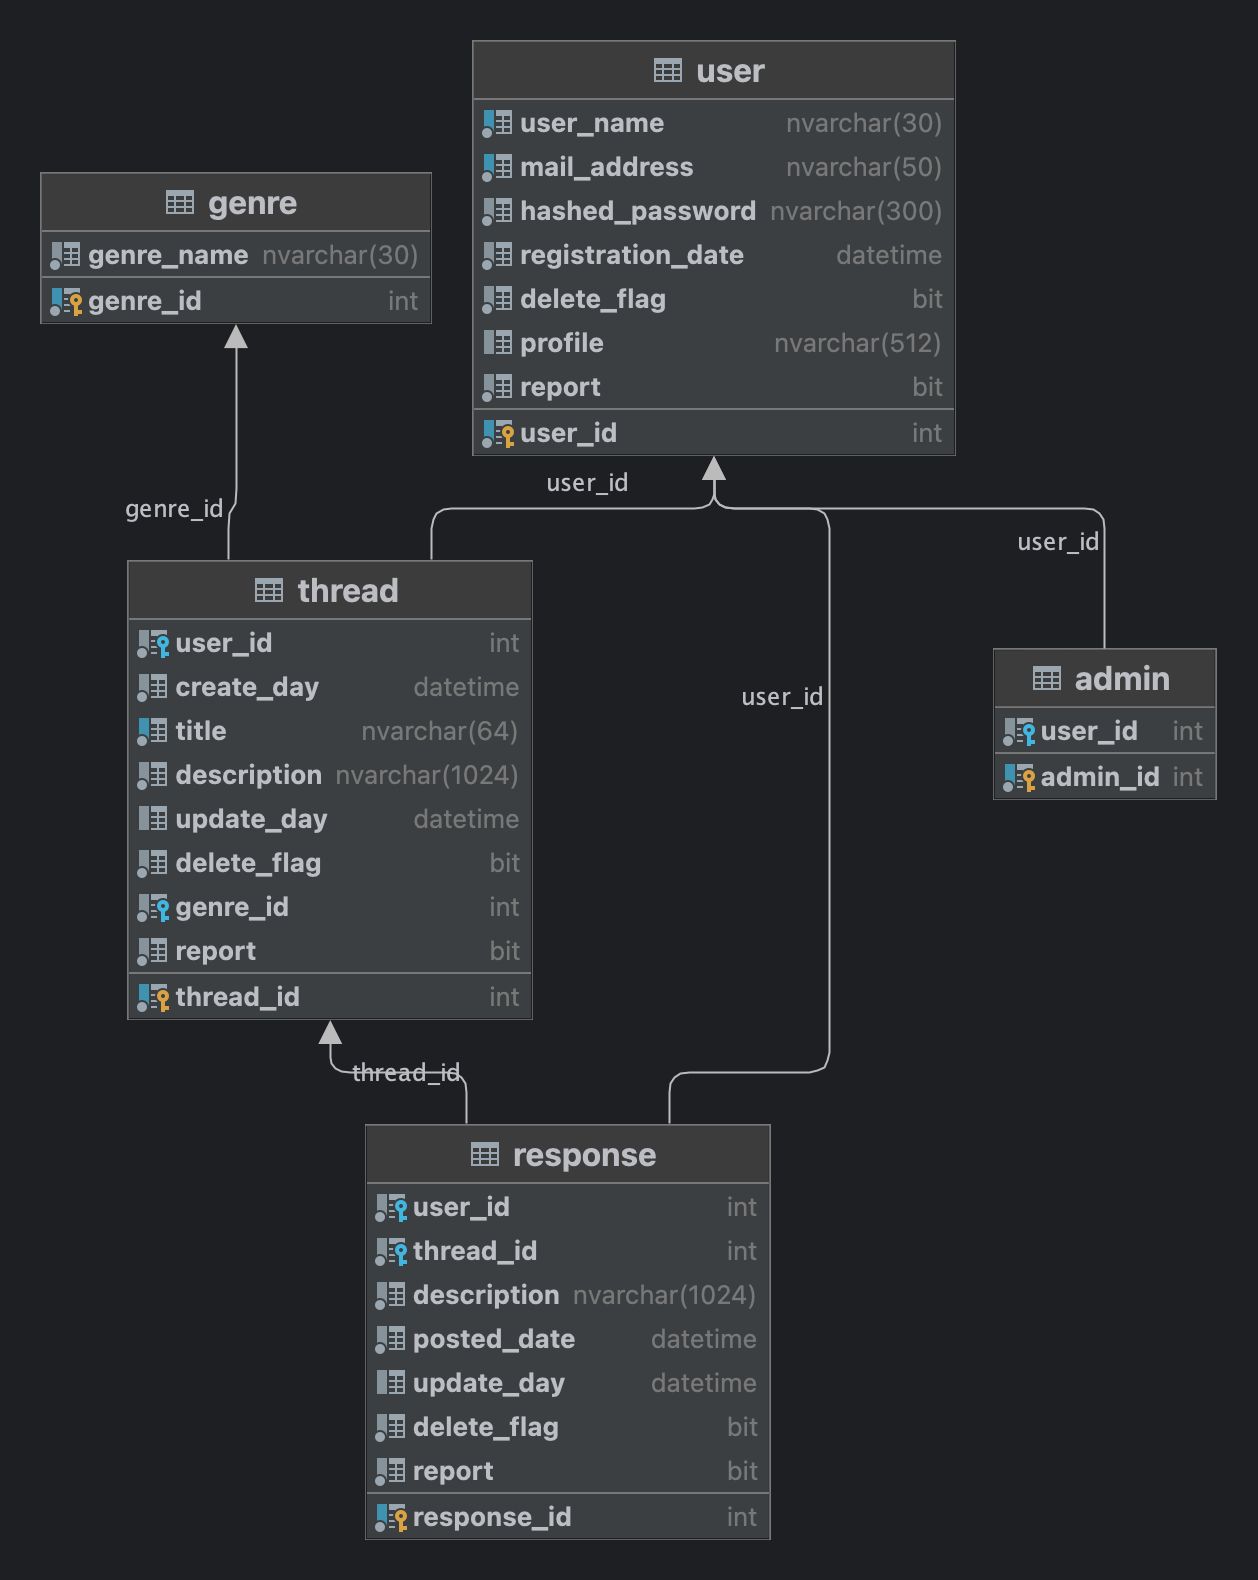 user
user_name nvarchar(30)
mail_address nvarchar(50)
hashed_password nvarchar(300)
registration_date datetime
delete_flag bit
profile nvarchar(512)
report bit
user_id int
genre
genre_name nvarchar(30)
genre_id int
user_id
genre_id
user_id
thread
user_id int
create_day datetime
title nvarchar(64)
description nvarchar(1024)
update_day datetime
delete_flag bit
genre_id int
report bit
thread_id int
user_id
admin
user_id int
admin_id int
thread_id
response
user_id int
thread_id int
description nvarchar(1024)
posted_date datetime
update_day datetime
delete_flag bit
report bit
response_id int